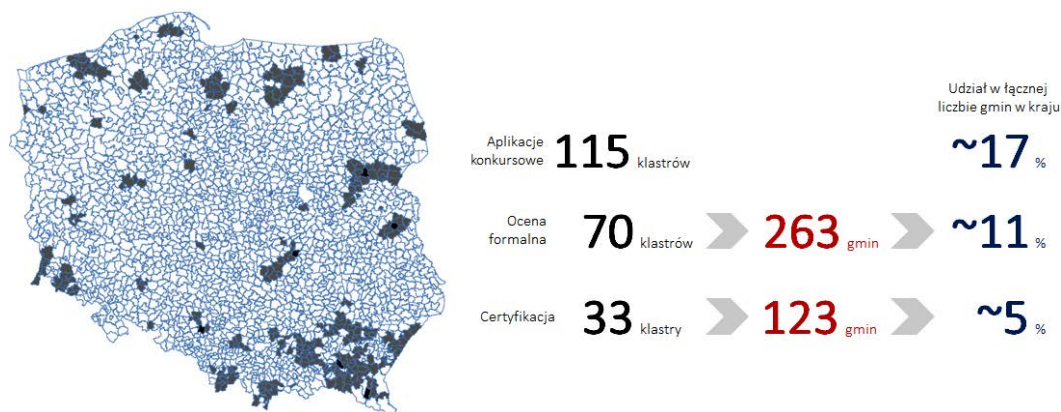 Udział w łącznej
liczbie gmin w kraju
Aplikacje
konkursowe 115 klastrów ~17 %
Ocena
formalna 70 klastrów 263 gmin ~11 %
Certyfikacja 33 klastry 123 gmin ~5 %